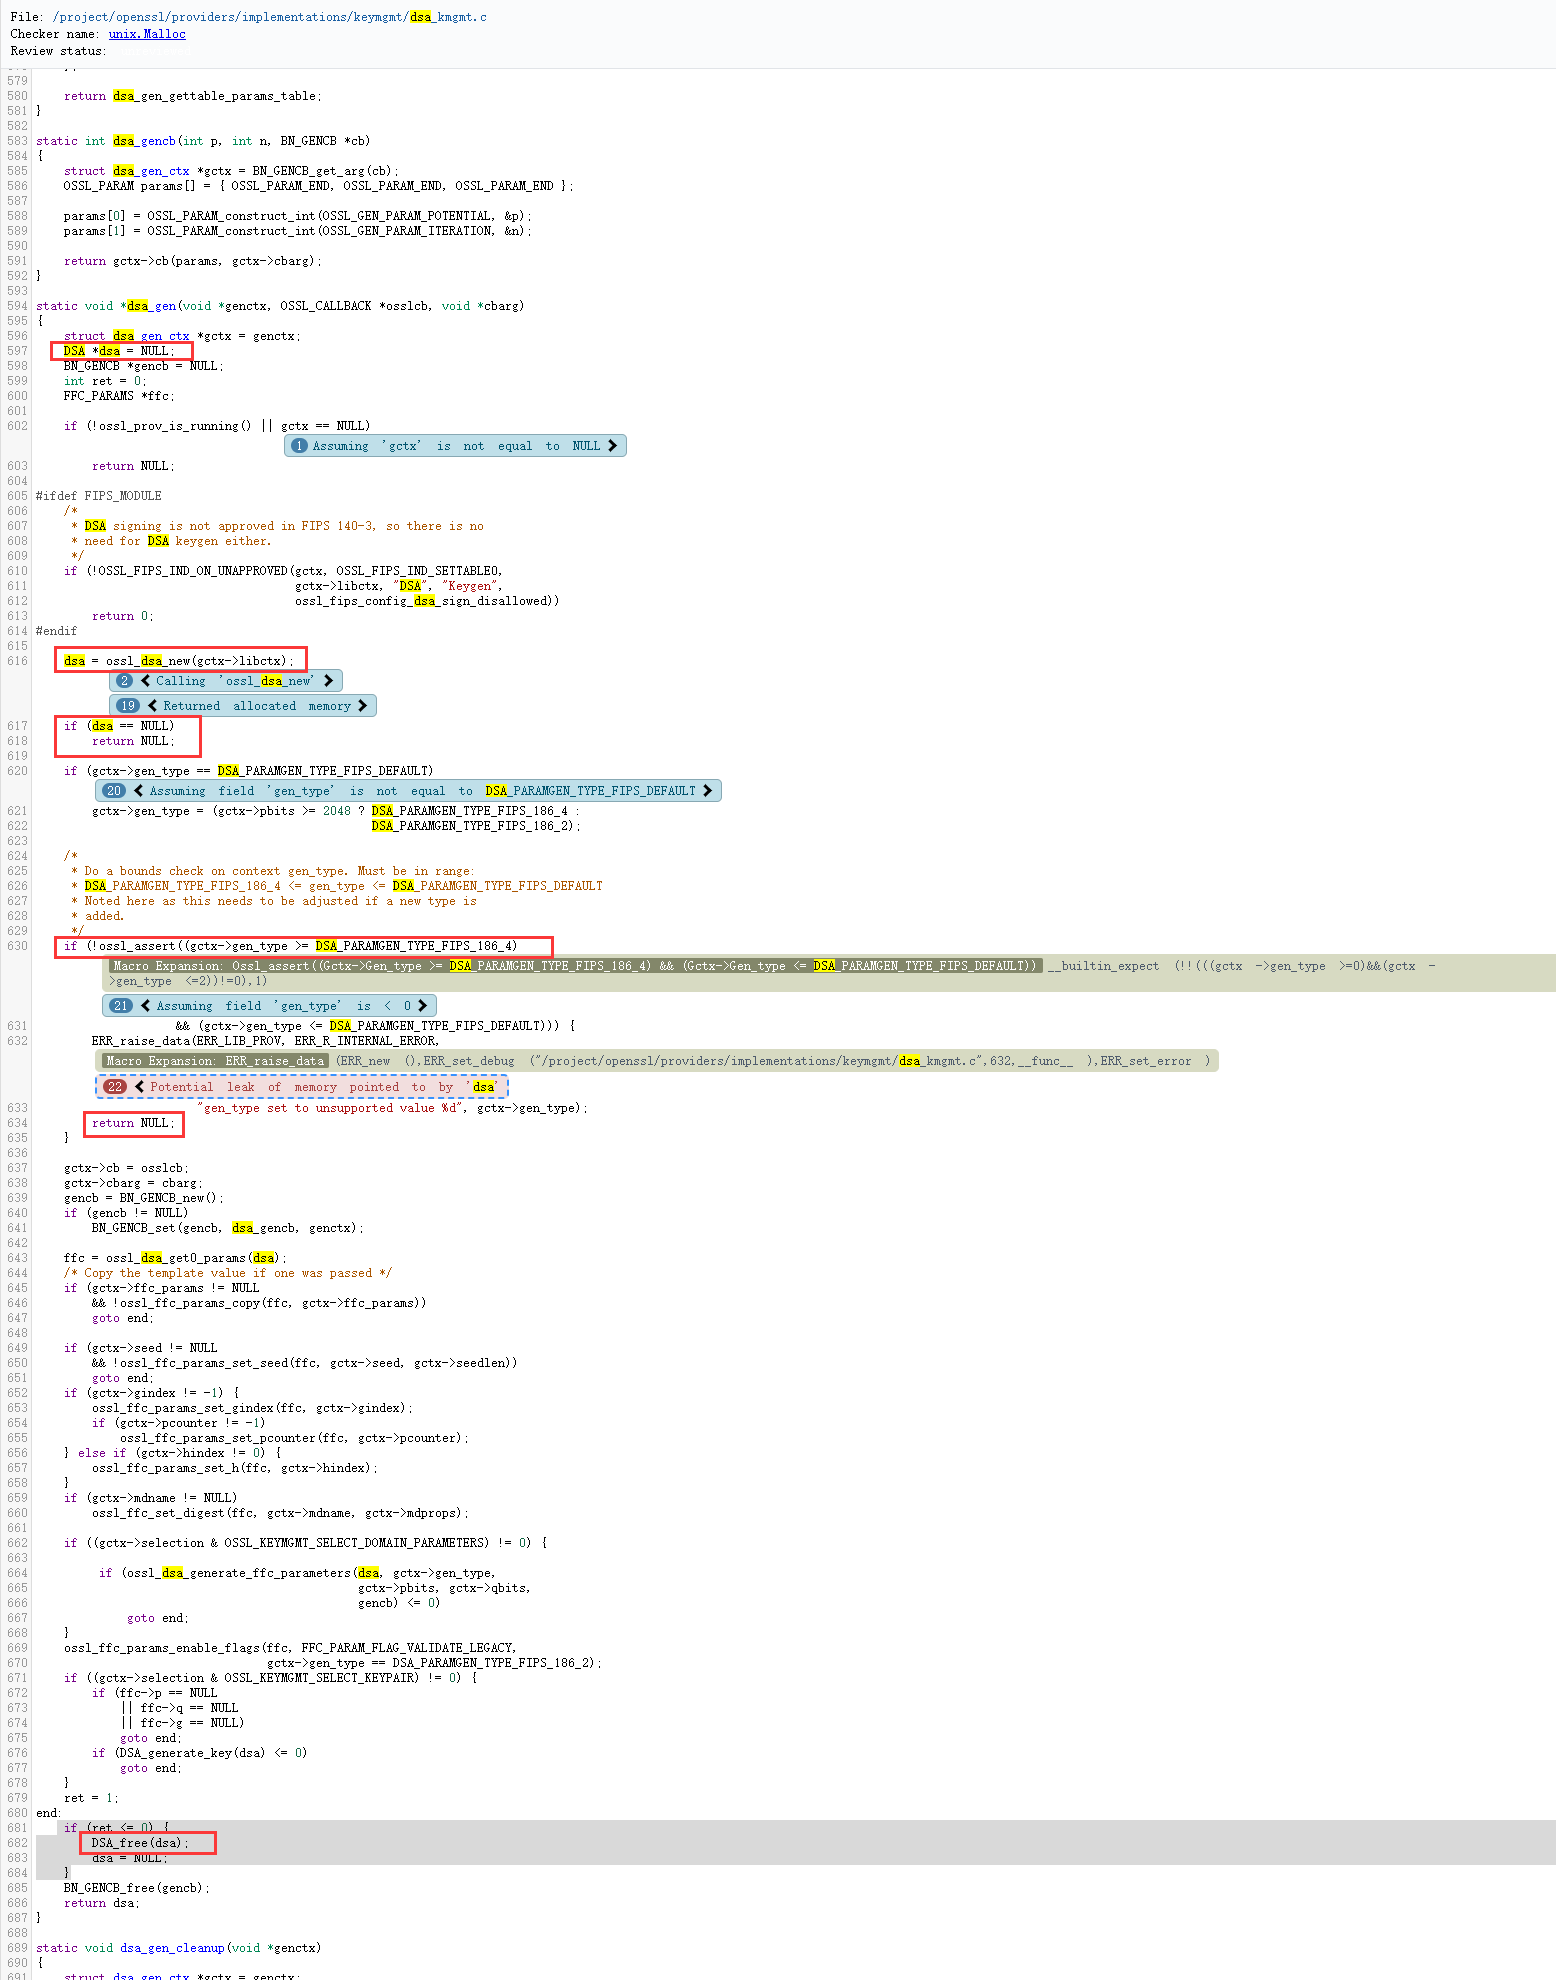 File: /project/openssl/providers/implementations/keymgmt/dsa_kmgmt.c
Checker name: unix.Malloc
Review status:
579
580     return dsa_gen_gettable_params_table;
581 }
582
583 static int dsa_gencb(int p, int n, BN_GENCB *cb)
584 {
585     struct dsa_gen_ctx *gctx = BN_GENCB_get_arg(cb);
586     OSSL_PARAM params[] = { OSSL_PARAM_END, OSSL_PARAM_END, OSSL_PARAM_END };
587
588     params[0] = OSSL_PARAM_construct_int(OSSL_GEN_PARAM_POTENTIAL, &p);
589     params[1] = OSSL_PARAM_construct_int(OSSL_GEN_PARAM_ITERATION, &n);
590
591     return gctx->cb(params, gctx->cbarg);
592 }
593
594 static void *dsa_gen(void *genctx, OSSL_CALLBACK *osslcb, void *cbarg)
595 {
596     struct dsa_gen_ctx *gctx = genctx;
597     DSA *dsa = NULL;
598     BN_GENCB *gencb = NULL;
599     int ret = 0;
600     FFC_PARAMS *ffc;
601
602     if (!ossl_prov_is_running() || gctx == NULL)
1 Assuming 'gctx' is not equal to NULL
603         return NULL;
604
605 #ifdef FIPS_MODULE
606     /*
607      * DSA signing is not approved in FIPS 140-3, so there is no
608      * need for DSA keygen either.
609      */
610     if (!OSSL_FIPS_IND_ON_UNAPPROVED(gctx, OSSL_FIPS_IND_SETTABLE0,
611                                      gctx->libctx, "DSA", "Keygen",
612                                      ossl_fips_config_dsa_sign_disallowed))
613         return 0;
614 #endif
615
616     dsa = ossl_dsa_new(gctx->libctx);
2 Calling 'ossl_dsa_new'
19 Returned allocated memory
617     if (dsa == NULL)
618         return NULL;
619
620     if (gctx->gen_type == DSA_PARAMGEN_TYPE_FIPS_DEFAULT)
20 Assuming field 'gen_type' is not equal to DSA_PARAMGEN_TYPE_FIPS_DEFAULT
621         gctx->gen_type = (gctx->pbits >= 2048 ? DSA_PARAMGEN_TYPE_FIPS_186_4 :
622                                                 DSA_PARAMGEN_TYPE_FIPS_186_2);
623
624     /*
625      * Do a bounds check on context gen_type. Must be in range:
626      * DSA_PARAMGEN_TYPE_FIPS_186_4 <= gen_type <= DSA_PARAMGEN_TYPE_FIPS_DEFAULT
627      * Noted here as this needs to be adjusted if a new type is
628      * added.
629      */
630     if (!ossl_assert((gctx->gen_type >= DSA_PARAMGEN_TYPE_FIPS_186_4)
Macro Expansion: Ossl_assert((Gctx->Gen_type >= DSA_PARAMGEN_TYPE_FIPS_186_4) && (Gctx->Gen_type <= DSA_PARAMGEN_TYPE_FIPS_DEFAULT)) __builtin_expect (!!(((gctx ->gen_type >=0)&&(gctx -
>gen_type <=2))!=0),1)
21 Assuming field 'gen_type' is < 0
631                     && (gctx->gen_type <= DSA_PARAMGEN_TYPE_FIPS_DEFAULT))) {
632         ERR_raise_data(ERR_LIB_PROV, ERR_R_INTERNAL_ERROR,
Macro Expansion: ERR_raise_data (ERR_new (),ERR_set_debug ("/project/openssl/providers/implementations/keymgmt/dsa_kmgmt.c",632,__func__ ),ERR_set_error )
22 Potential leak of memory pointed to by 'dsa'
633                        "gen_type set to unsupported value %d", gctx->gen_type);
634         return NULL;
635     }
636
637     gctx->cb = osslcb;
638     gctx->cbarg = cbarg;
639     gencb = BN_GENCB_new();
640     if (gencb != NULL)
641         BN_GENCB_set(gencb, dsa_gencb, genctx);
642
643     ffc = ossl_dsa_get0_params(dsa);
644     /* Copy the template value if one was passed */
645     if (gctx->ffc_params != NULL
646         && !ossl_ffc_params_copy(ffc, gctx->ffc_params))
647         goto end;
648
649     if (gctx->seed != NULL
650         && !ossl_ffc_params_set_seed(ffc, gctx->seed, gctx->seedlen))
651         goto end;
652     if (gctx->gindex != -1) {
653         ossl_ffc_params_set_gindex(ffc, gctx->gindex);
654         if (gctx->pcounter != -1)
655             ossl_ffc_params_set_pcounter(ffc, gctx->pcounter);
656     } else if (gctx->hindex != 0) {
657         ossl_ffc_params_set_h(ffc, gctx->hindex);
658     }
659     if (gctx->mdname != NULL)
660         ossl_ffc_set_digest(ffc, gctx->mdname, gctx->mdprops);
661
662     if ((gctx->selection & OSSL_KEYMGMT_SELECT_DOMAIN_PARAMETERS) != 0) {
663
664          if (ossl_dsa_generate_ffc_parameters(dsa, gctx->gen_type,
665                                               gctx->pbits, gctx->qbits,
666                                               gencb) <= 0)
667              goto end;
668     }
669     ossl_ffc_params_enable_flags(ffc, FFC_PARAM_FLAG_VALIDATE_LEGACY,
670                                  gctx->gen_type == DSA_PARAMGEN_TYPE_FIPS_186_2);
671     if ((gctx->selection & OSSL_KEYMGMT_SELECT_KEYPAIR) != 0) {
672         if (ffc->p == NULL
673             || ffc->q == NULL
674             || ffc->g == NULL)
675             goto end;
676         if (DSA_generate_key(dsa) <= 0)
677             goto end;
678     }
679     ret = 1;
680 end:
681     if (ret <= 0) {
682         DSA_free(dsa);
683         dsa = NULL;
684     }
685     BN_GENCB_free(gencb);
686     return dsa;
687 }
688
689 static void dsa_gen_cleanup(void *genctx)
690 {
691     struct dsa_gen_ctx *gctx = genctx;